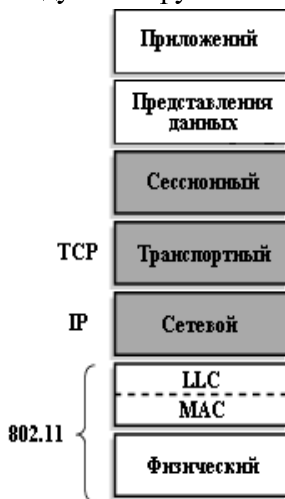 Приложений
Представления
данных
Сессионный
TCP Транспортный
IP Сетевой
LLC
MAC
802.11
Физический